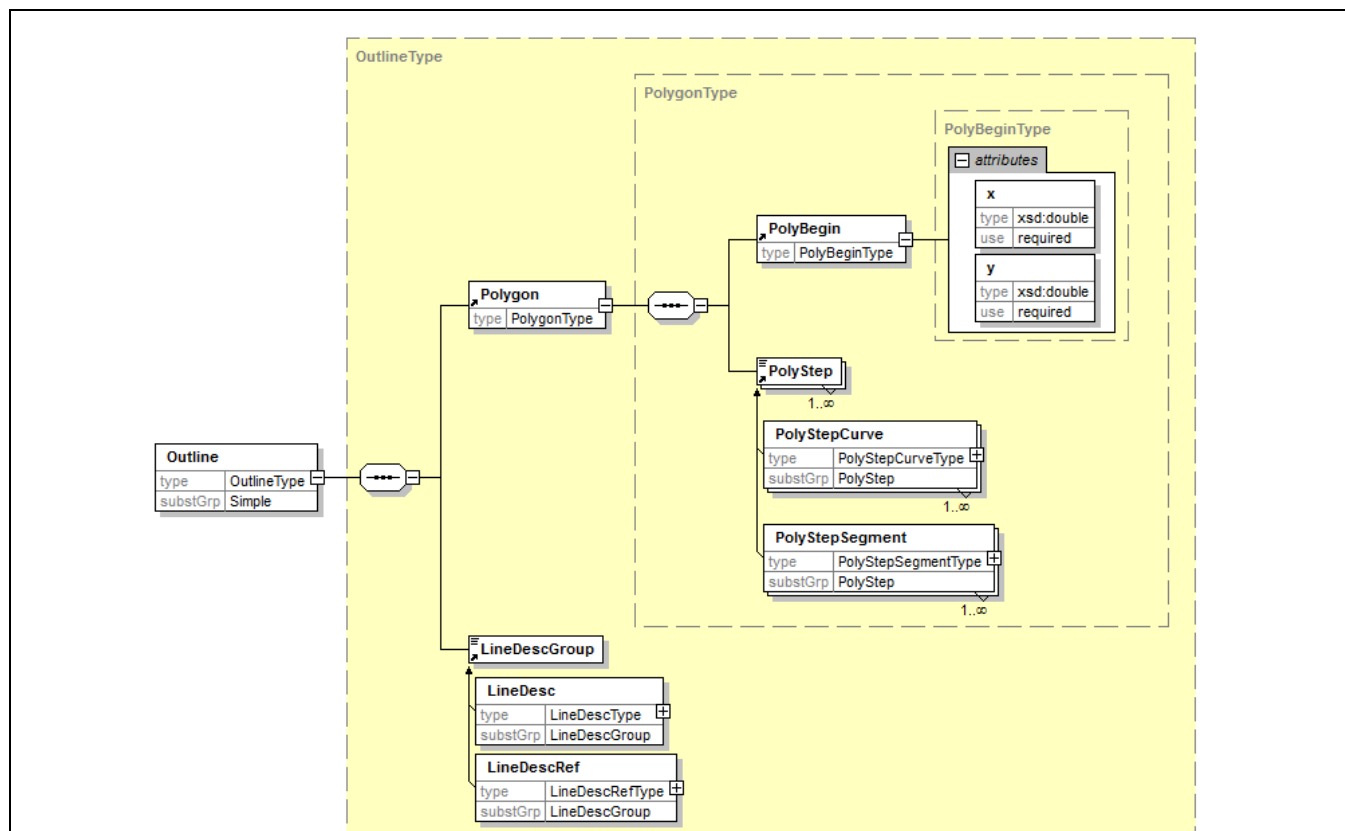 OutlineType
PolygonType
PolyBeginType
attributes
x
type xsd:double
use required
y
type xsd:double
use required
PolyBegin
type PolyBeginType
Polygon
type PolygonType
PolyStep
1..∞
PolyStepCurve
type PolyStepCurveType
substGrp PolyStep
1..∞
PolyStepSegment
type PolyStepSegmentType
substGrp PolyStep
1..∞
Outline
type OutlineType
substGrp Simple
LineDescGroup
LineDesc
type LineDescType
substGrp LineDescGroup
LineDescRef
type LineDescRefType
substGrp LineDescGroup